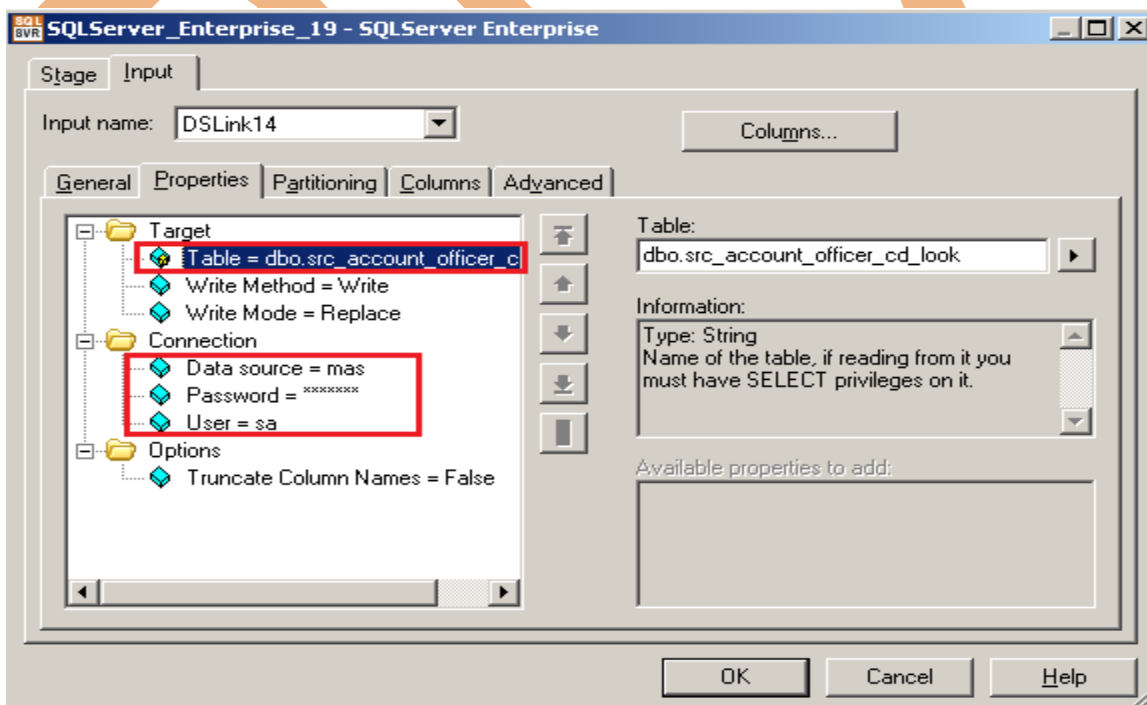 SQL SVR SQLServer_Enterprise_19 - SQLServer Enterprise
Stage Input
Input name: DSLink14
Columns...
General Properties Partitioning Columns Advanced
Target
Table = dbo.src_account_officer_c
Write Method = Write
Write Mode = Replace
Connection
Data source = mas
Password = *******
User = sa
Options
Truncate Column Names = False
Table:
dbo.src_account_officer_cd_look
Information:
Type: String
Name of the table, if reading from it you
must have SELECT privileges on it.
Available properties to add:
OK Cancel Help